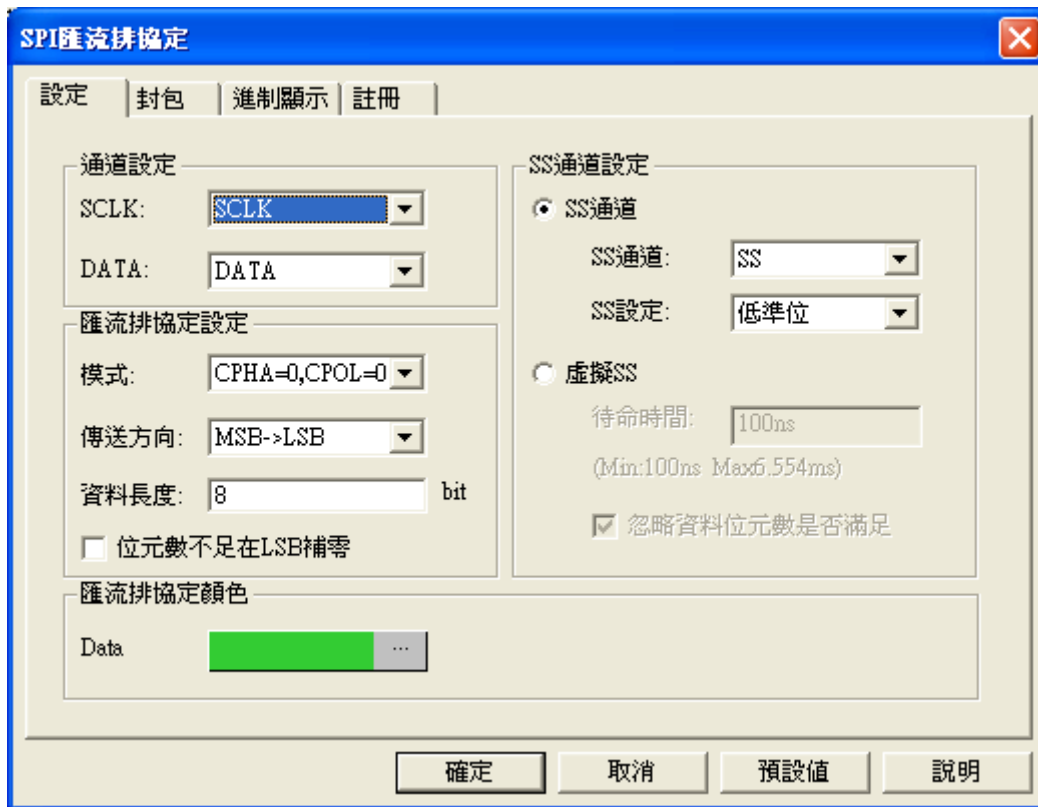 SPI匯流排協定
設定 封包 進制顯示 註冊
通道設定
SCLK: SCLK
DATA: DATA
匯流排協定設定
模式: CPHA=0,CPOL=0
傳送方向: MSB->LSB
資料長度: 8 bit
位元數不足在LSB補零
SS通道設定
SS通道
SS通道: SS
SS設定: 低準位
虛擬SS
待命時間: 100ns
(Min:100ns Max6.554ms)
忽略資料位元數是否滿足
匯流排協定顏色
Data ...
確定 取消 預設值 說明